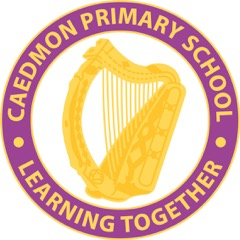 CAEDMON PRIMARY SCHOOL
LEARNING TOGETHER